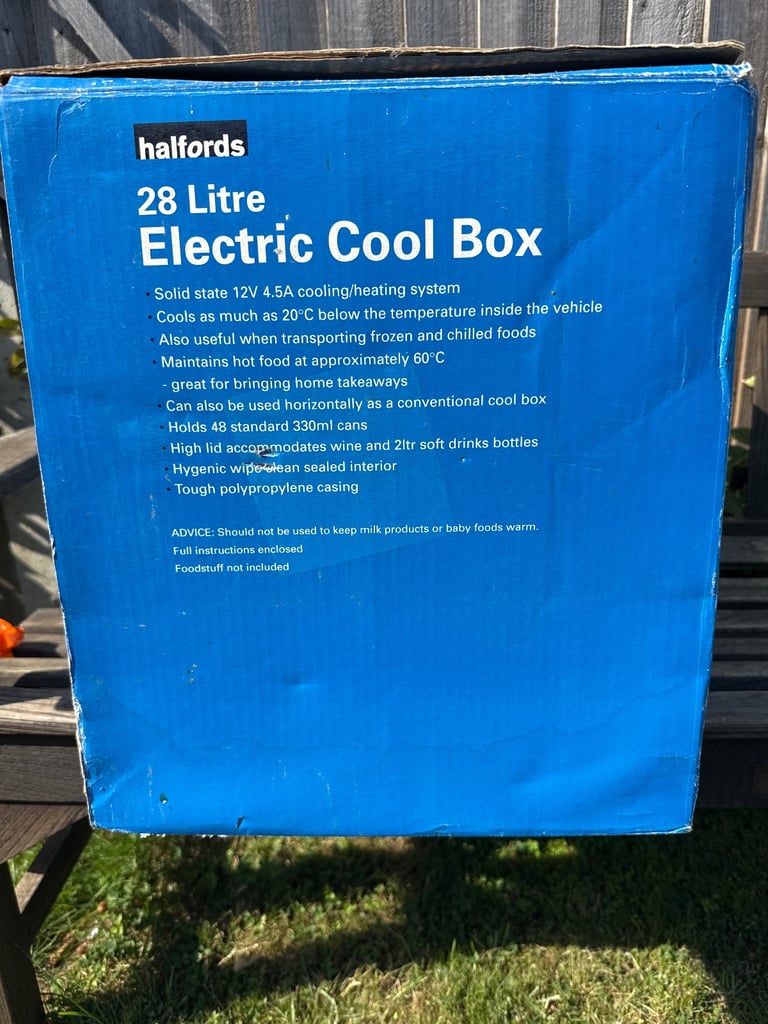 halfords
28 Litre
Electric Cool Box
· Solid state 12V 4.5A cooling/heating system
· Cools as much as 20°C below the temperature inside the vehicle
· Also useful when transporting frozen and chilled foods
· Maintains hot food at approximately 60°C
- great for bringing home takeaways
· Can also be used horizontally as a conventional cool box
· Holds 48 standard 330ml cans
· High lid accommodates wine and 2ltr soft drinks bottles
· Hygenic wipe clean sealed interior
· Tough polypropylene casing
ADVICE: Should not be used to keep milk products or baby foods warm.
Full instructions enclosed
Foodstuff not included